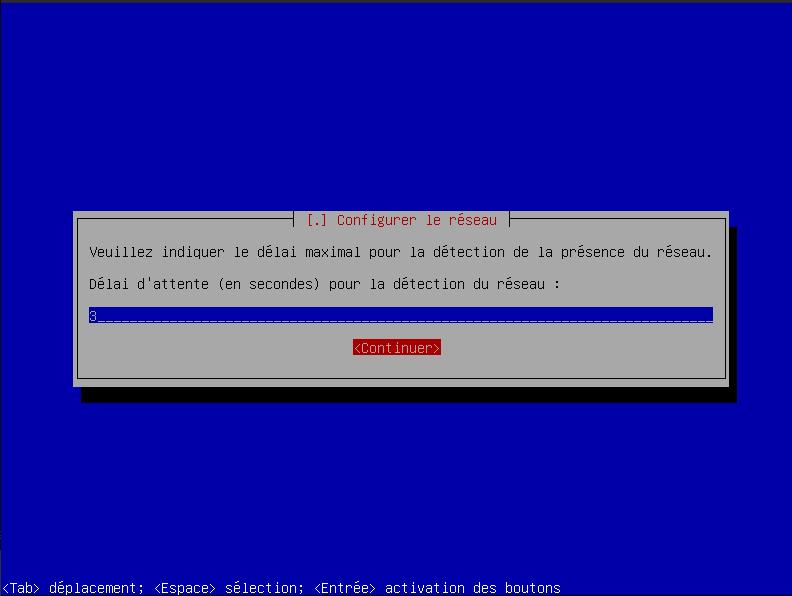 [.] Configurer le réseau
Veuillez indiquer le délai maximal pour la détection de la présence du réseau.
Délai d'attente (en secondes) pour la détection du réseau :
3
<Continuer>
<Tab> déplacement; <Espace> sélection; <Entrée> activation des boutons